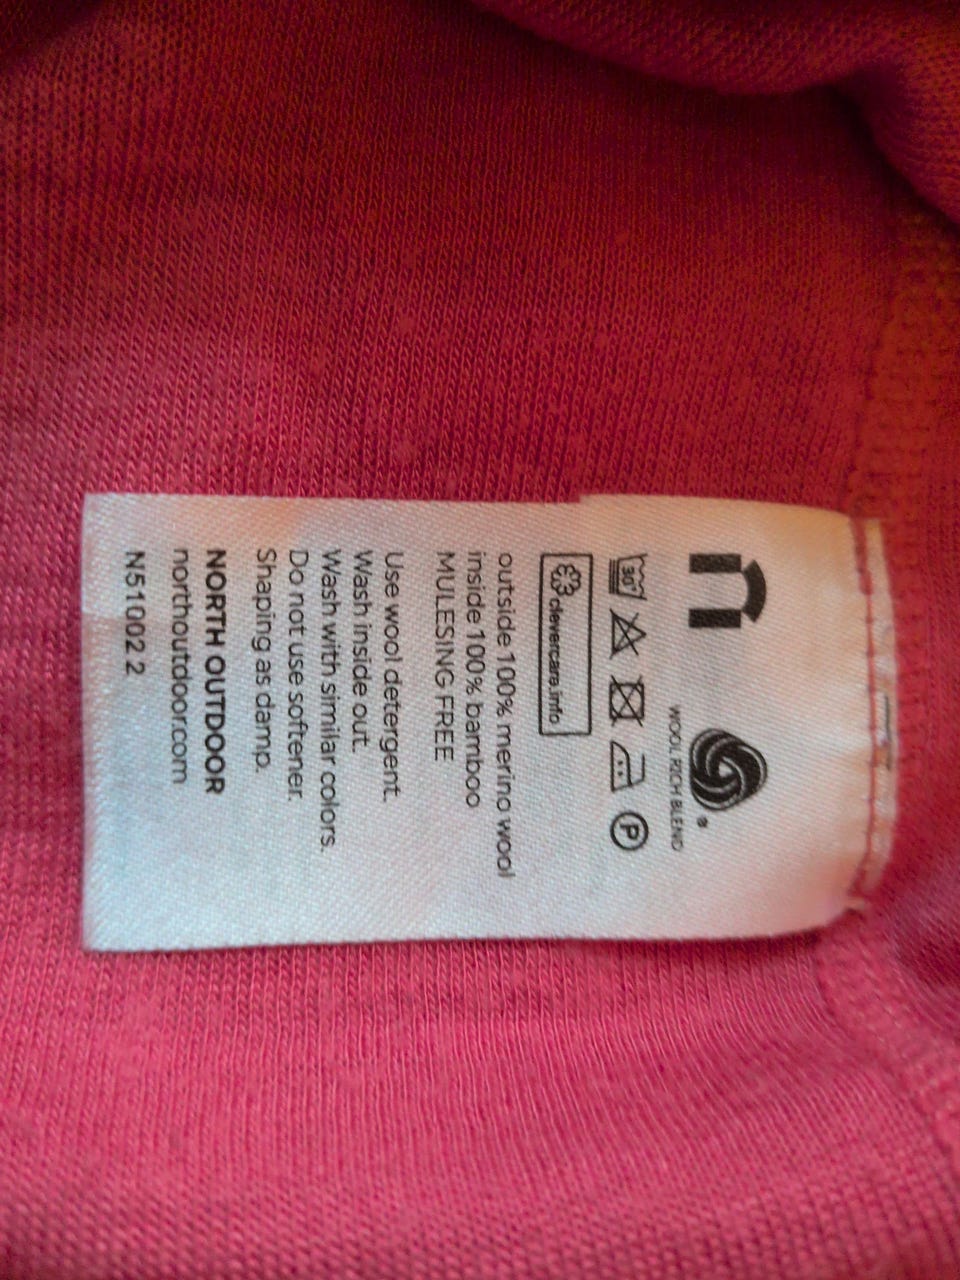 n
WOOL RICH BLEND
®
30°
P
clevercare.info
outside 100% merino wool
inside 100% bamboo
MULESING FREE
Use wool detergent.
Wash inside out.
Wash with similar colors.
Do not use softener.
Shaping as damp.
NORTH OUTDOOR
northoutdoor.com
N51002 2